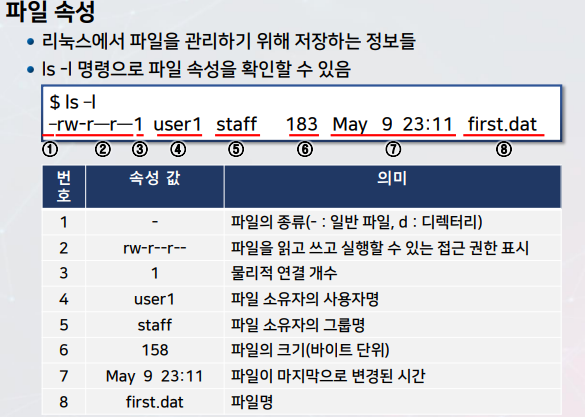 파일 속성
• 리눅스에서 파일을 관리하기 위해 저장하는 정보들
• ls -l 명령으로 파일 속성을 확인할 수 있음
$ ls –l
–rw-r—r—1 user1 staff 183 May 9 23:11 first.dat
① ② ③ ④ ⑤ ⑥ ⑦ ⑧
번호 속성 값 의미
1 - 파일의 종류(- : 일반 파일, d : 디렉터리)
2 rw-r--r-- 파일을 읽고 쓰고 실행할 수 있는 접근 권한 표시
3 1 물리적 연결 개수
4 user1 파일 소유자의 사용자명
5 staff 파일 소유자의 그룹명
6 158 파일의 크기(바이트 단위)
7 May 9 23:11 파일이 마지막으로 변경된 시간
8 first.dat 파일명